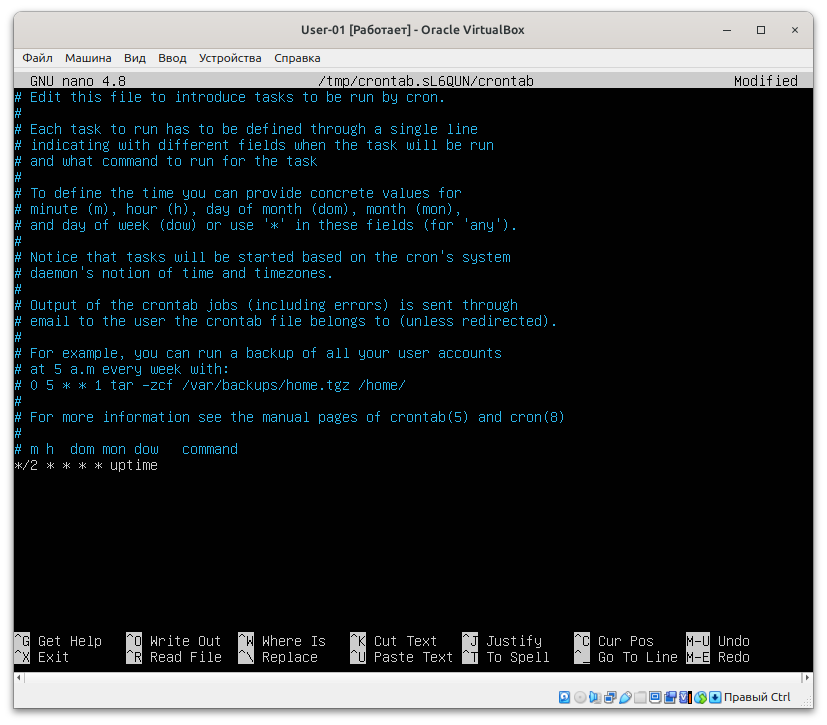 User-01 [Работает] - Oracle VirtualBox
Файл Машина Вид Ввод Устройства Справка
GNU nano 4.8 /tmp/crontab.sL6QUN/crontab Modified
# Edit this file to introduce tasks to be run by cron.
#
# Each task to run has to be defined through a single line
# indicating with different fields when the task will be run
# and what command to run for the task
#
# To define the time you can provide concrete values for
# minute (m), hour (h), day of month (dom), month (mon),
# and day of week (dow) or use '*' in these fields (for 'any').
#
# Notice that tasks will be started based on the cron's system
# daemon's notion of time and timezones.
#
# Output of the crontab jobs (including errors) is sent through
# email to the user the crontab file belongs to (unless redirected).
#
# For example, you can run a backup of all your user accounts
# at 5 a.m every week with:
# 0 5 * * 1 tar -zcf /var/backups/home.tgz /home/
#
# For more information see the manual pages of crontab(5) and cron(8)
#
# m h  dom mon dow   command
*/2 * * * * uptime
^G Get Help ^O Write Out ^W Where Is ^K Cut Text ^J Justify ^C Cur Pos M-U Undo
^X Exit ^R Read File ^\ Replace ^U Paste Text ^T To Spell ^_ Go To Line M-E Redo
Правый Ctrl